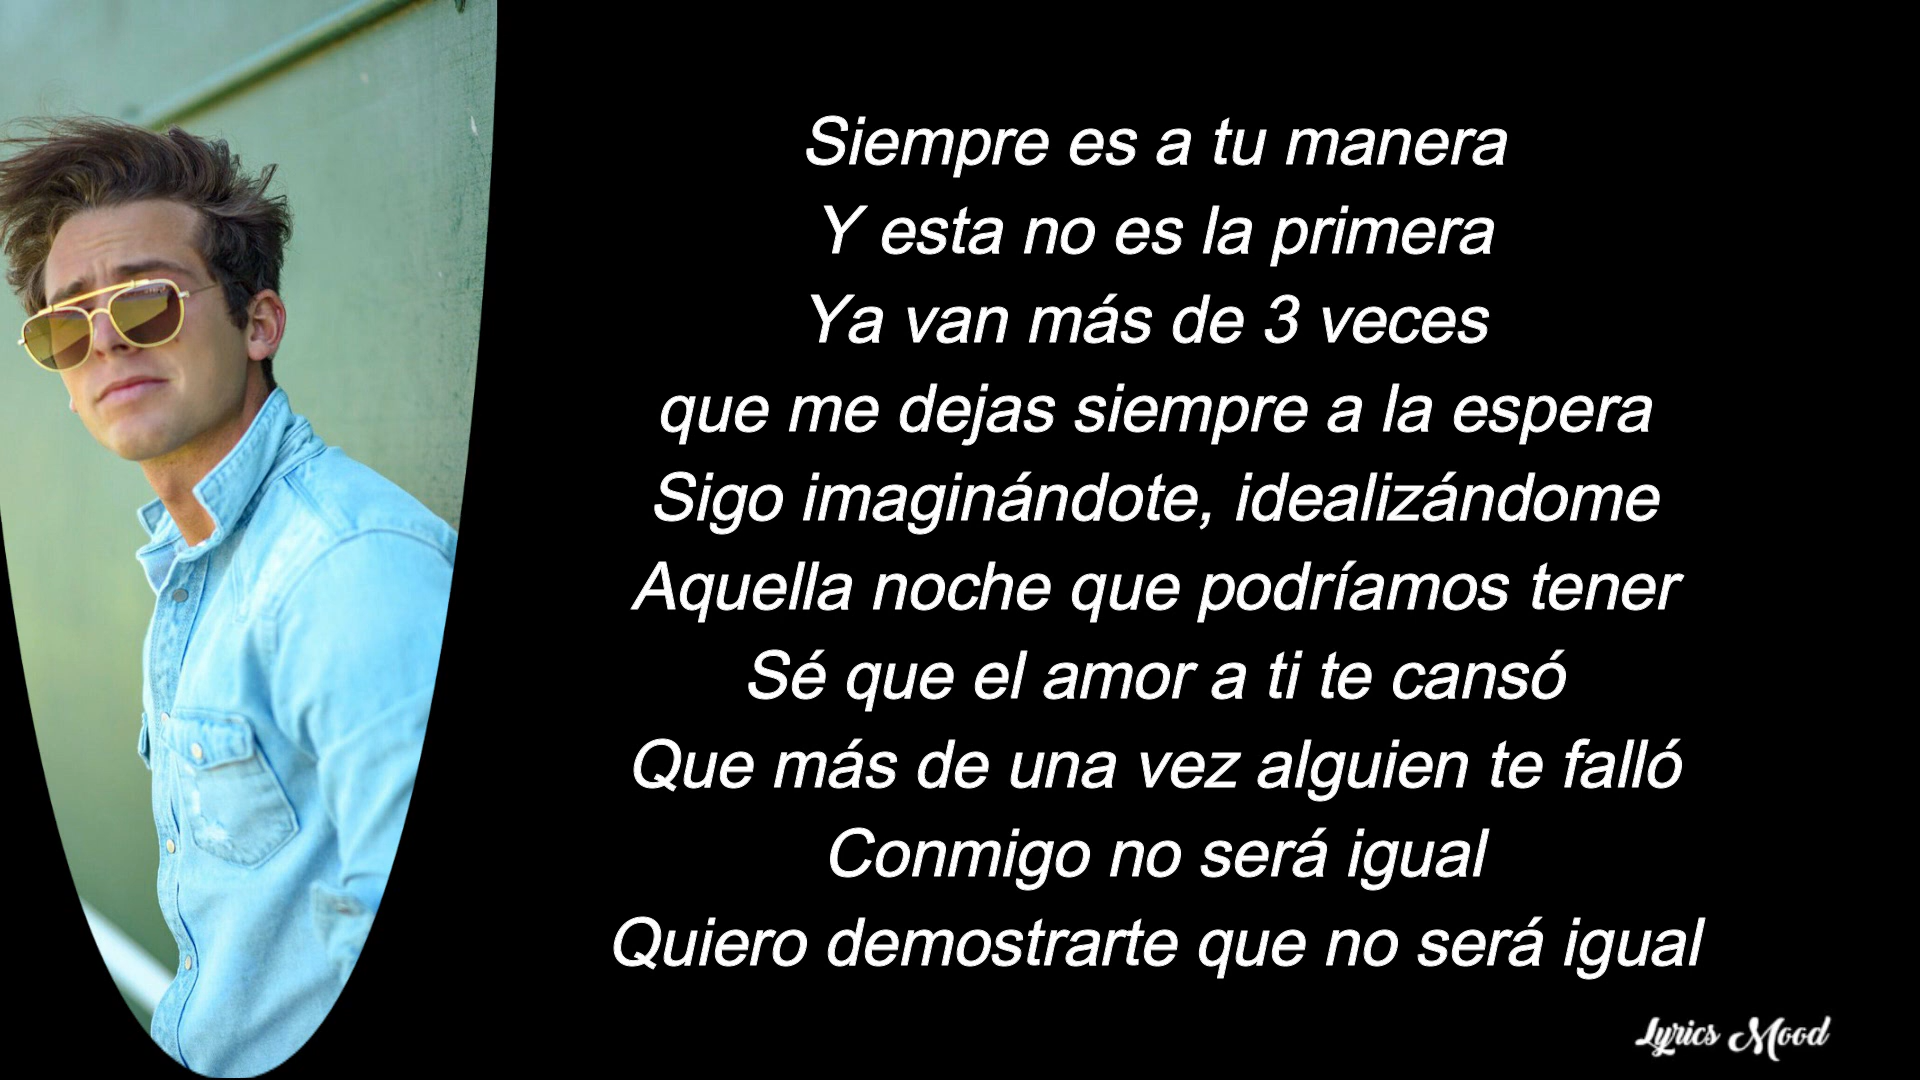 Siempre es a tu manera
Y esta no es la primera
Ya van más de 3 veces
que me dejas siempre a la espera
Sigo imaginándote, idealizándome
Aquella noche que podríamos tener
Sé que el amor a ti te cansó
Que más de una vez alguien te falló
Conmigo no será igual
Quiero demostrarte que no será igual
Lyrics Mood